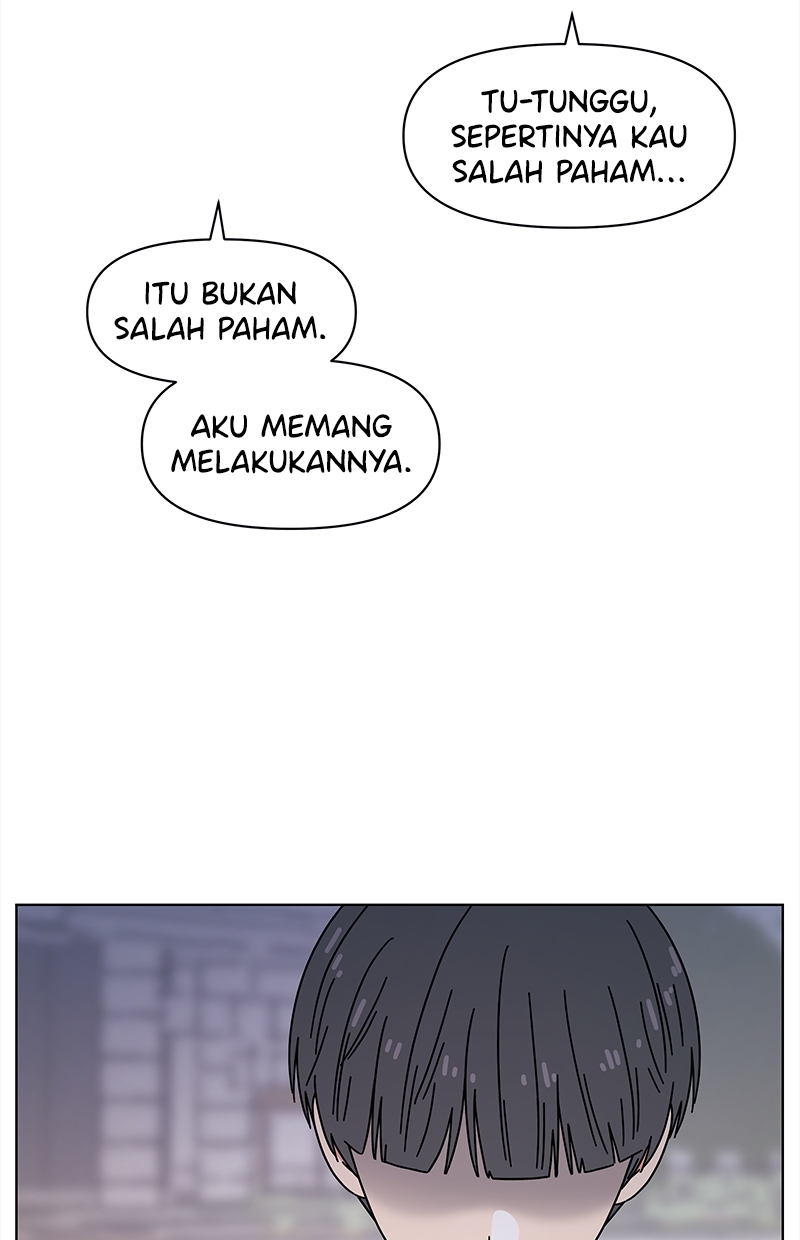 TU-TUNGGU,
SEPERTINYA KAU
SALAH PAHAM...
ITU BUKAN
SALAH PAHAM.
AKU MEMANG
MELAKUKANNYA.